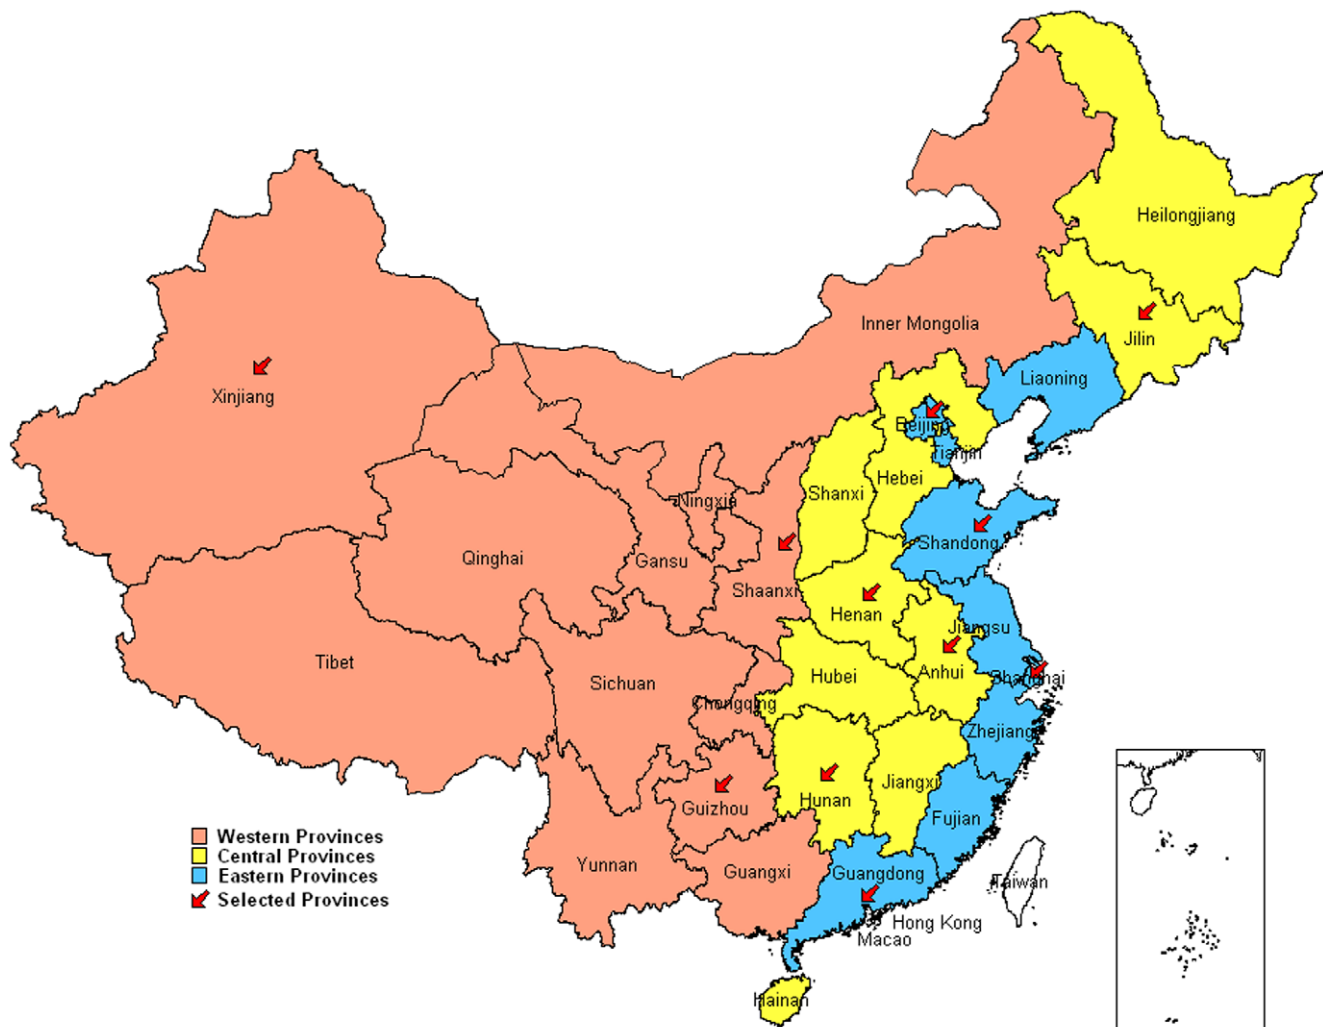 Heilongjiang
Inner Mongolia
Jilin
Liaoning
Xinjiang
Beijing
Tianjin
Hebei
Shanxi
Ningxia
Shandong
Qinghai
Gansu
Shaanxi
Henan
Jiangsu
Tibet
Sichuan
Hubei
Anhui
Shanghai
Chongqing
Zhejiang
Jiangxi
Hunan
Guizhou
Fujian
Western Provinces
Central Provinces
Eastern Provinces
Selected Provinces
Yunnan
Guangxi
Guangdong
Taiwan
Hong Kong
Macao
Hainan